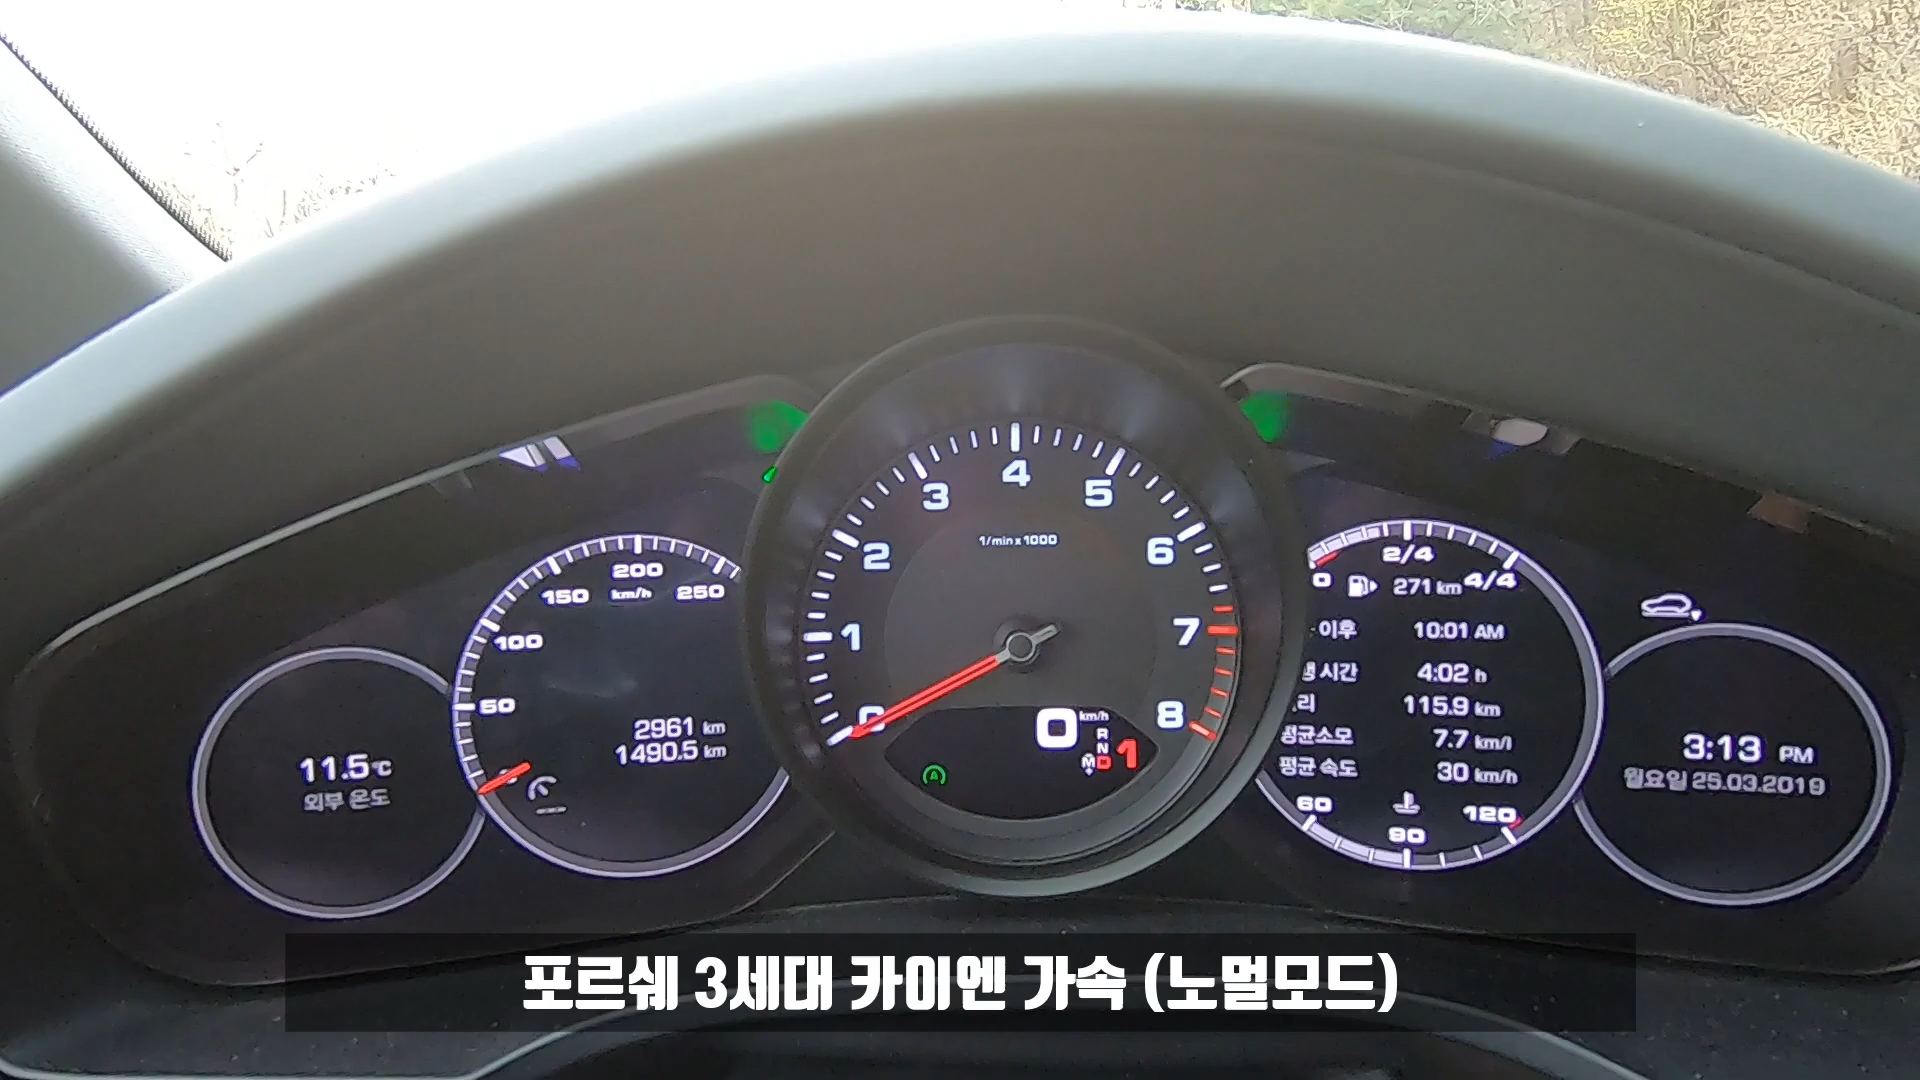 11.5°C
외부 온도
50
100
150
200
250
km/h
2961 km
1490.5 km
0
1
2
3
4
5
6
7
8
1/min x 1000
0 km/h
R
N
M D 1
A
0
2/4
4/4
271 km
이후 10:01 AM
시간 4:02 h
리 115.9 km
평균소모 7.7 km/l
평균 속도 30 km/h
60
90
120
3:13 PM
월요일 25.03.2019
포르쉐 3세대 카이엔 가속 (노멀모드)